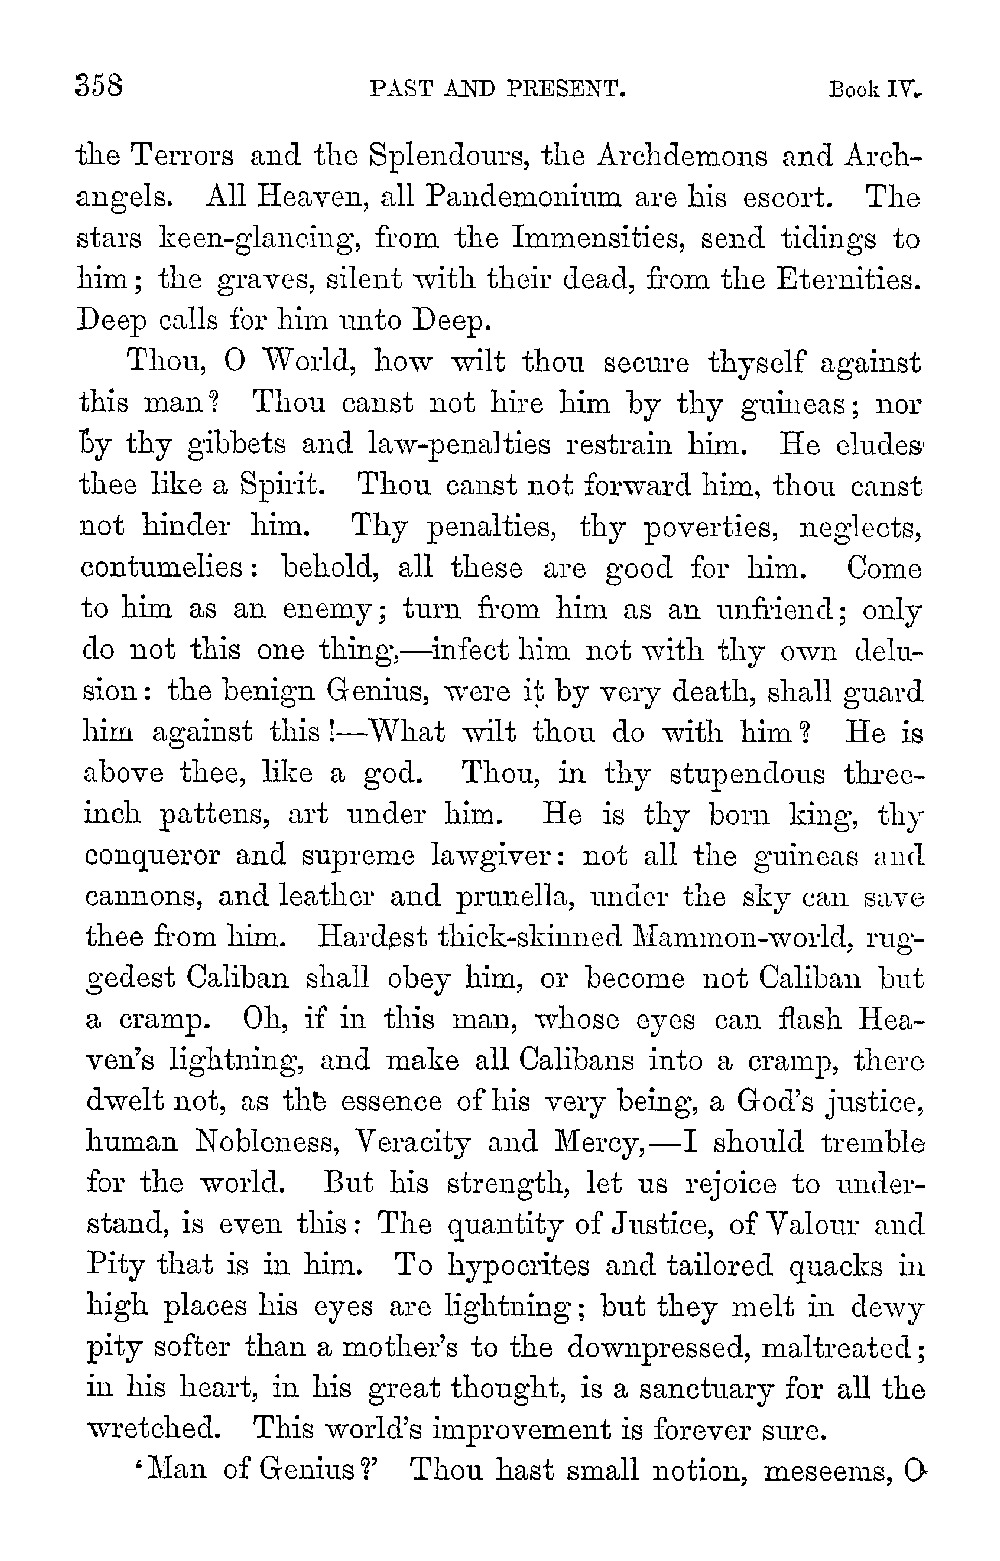 358 PAST AND PRESENT. Book IV.
the Terrors and the Splendours, the Archdemons and Arch-
angels. All Heaven, all Pandemonium are his escort. The
stars keen-glancing, from the Immensities, send tidings to
him; the graves, silent with their dead, from the Eternities.
Deep calls for him unto Deep.
Thou, O World, how wilt thou secure thyself against
this man? Thou canst not hire him by thy guineas; nor
by thy gibbets and law-penalties restrain him. He eludes
thee like a Spirit. Thou canst not forward him, thou canst
not hinder him. Thy penalties, thy poverties, neglects,
contumelies: behold, all these are good for him. Come
to him as an enemy; turn from him as an unfriend; only
do not this one thing,—infect him not with thy own delu-
sion: the benign Genius, were it by very death, shall guard
him against this!—What wilt thou do with him? He is
above thee, like a god. Thou, in thy stupendous three-
inch pattens, art under him. He is thy born king, thy
conqueror and supreme lawgiver: not all the guineas and
cannons, and leather and prunella, under the sky can save
thee from him. Hardest thick-skinned Mammon-world, rug-
gedest Caliban shall obey him, or become not Caliban but
a cramp. Oh, if in this man, whose eyes can flash Hea-
ven's lightning, and make all Calibans into a cramp, there
dwelt not, as the essence of his very being, a God's justice,
human Nobleness, Veracity and Mercy,—I should tremble
for the world. But his strength, let us rejoice to under-
stand, is even this: The quantity of Justice, of Valour and
Pity that is in him. To hypocrites and tailored quacks in
high places his eyes are lightning; but they melt in dewy
pity softer than a mother's to the downpressed, maltreated;
in his heart, in his great thought, is a sanctuary for all the
wretched. This world's improvement is forever sure.
‘Man of Genius?’ Thou hast small notion, meseems, O